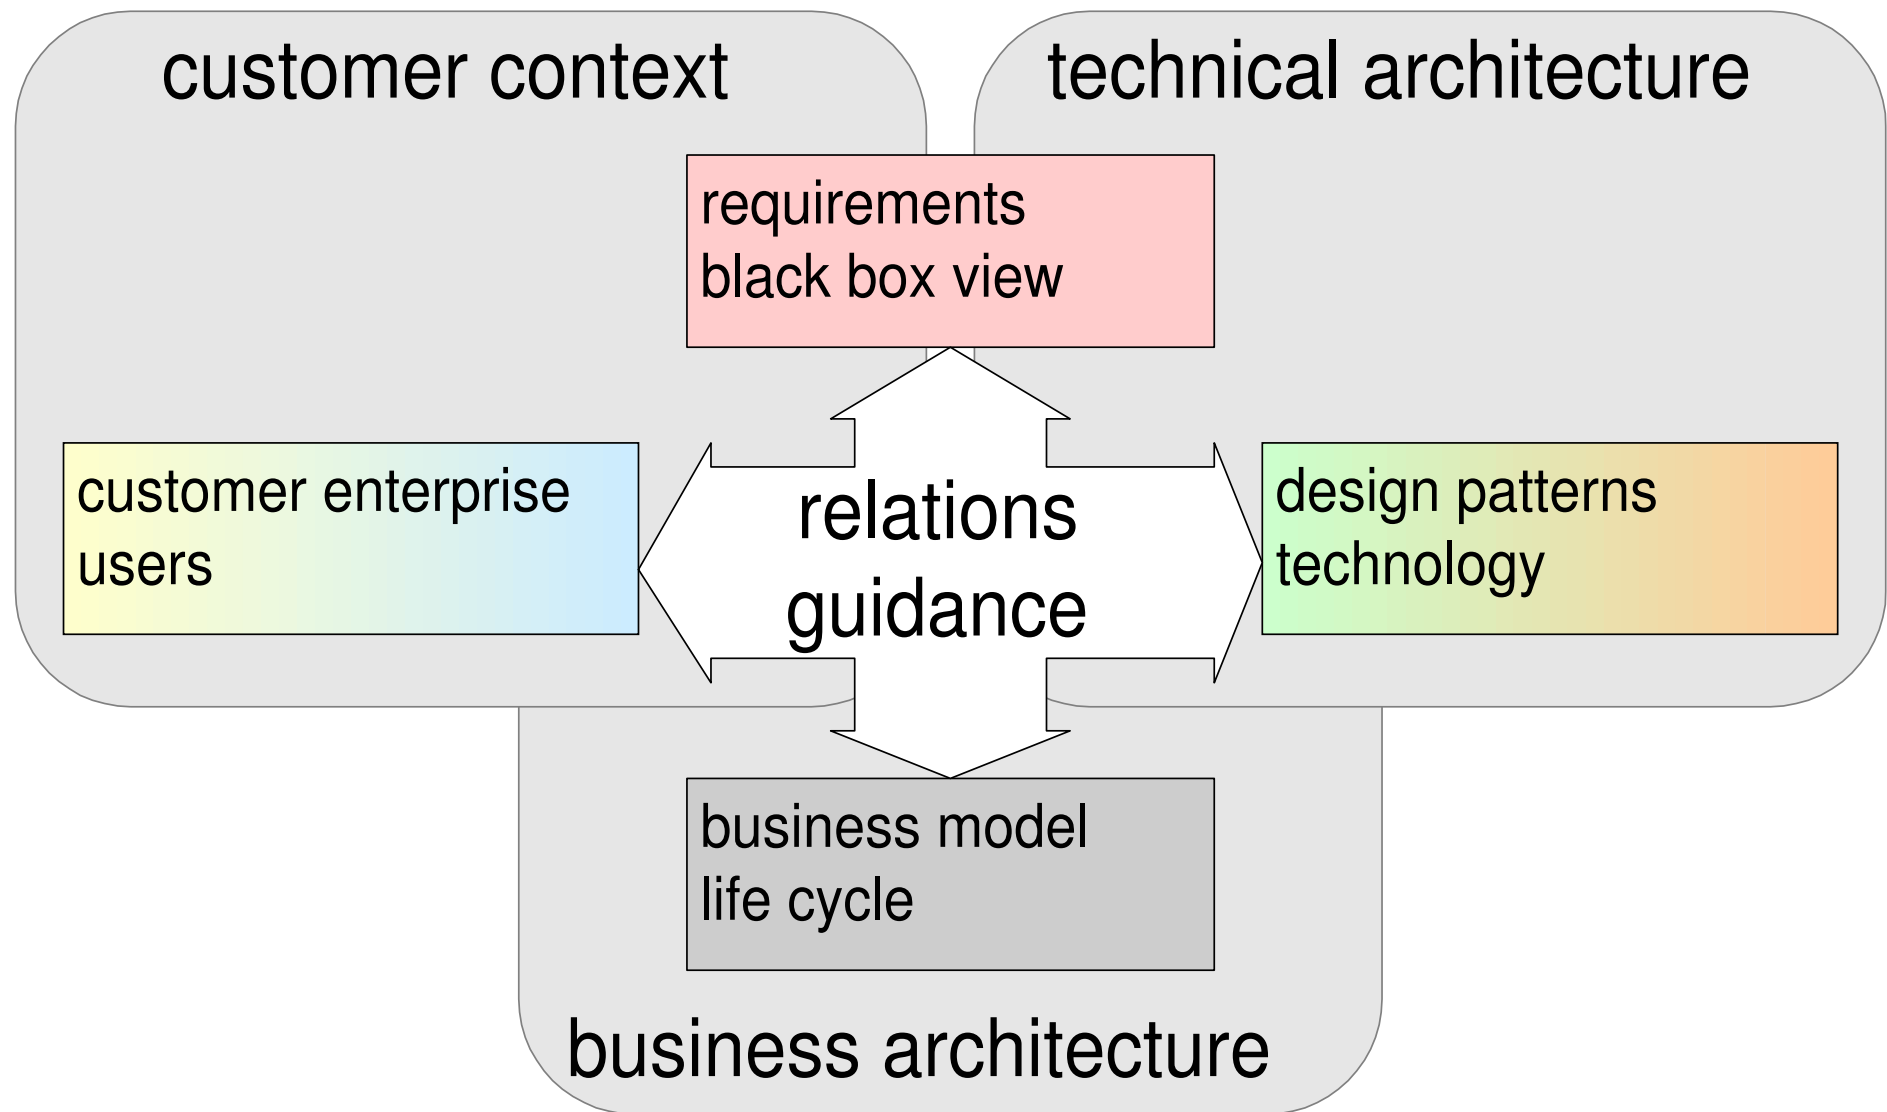 customer context
technical architecture
requirements
black box view
customer enterprise
users
relations
guidance
design patterns
technology
business model
life cycle
business architecture